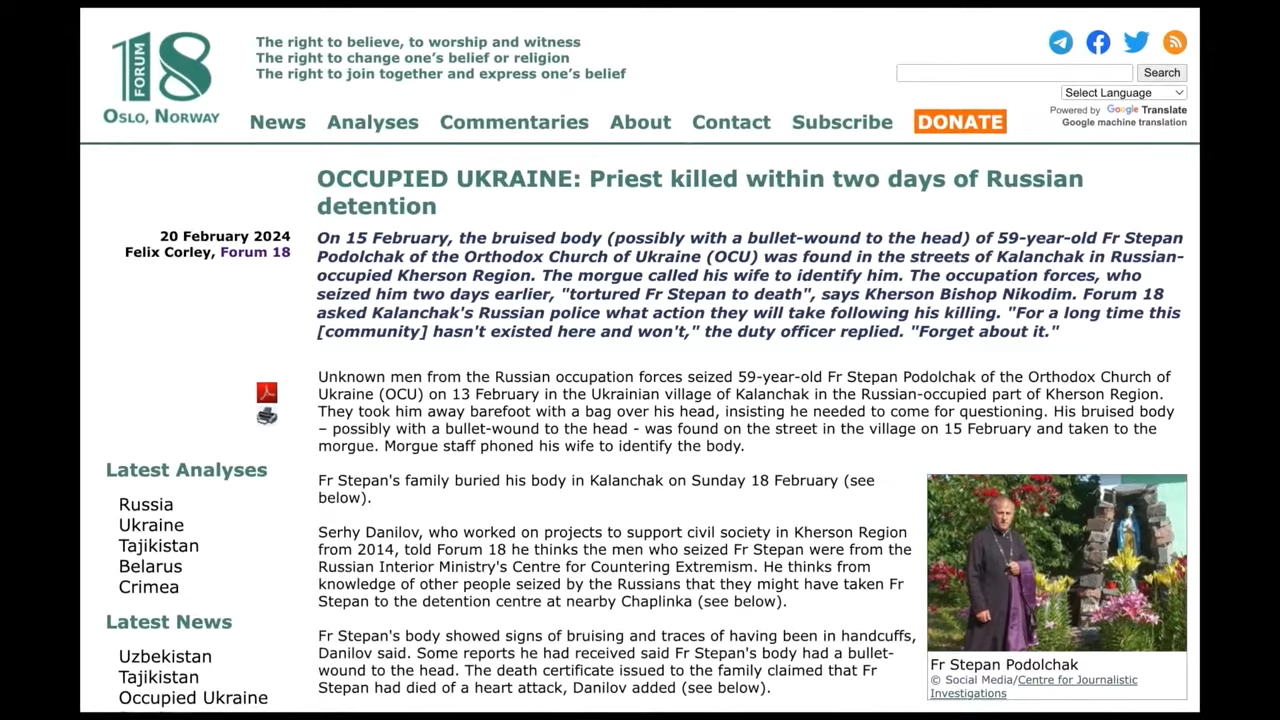 FORUM
18
OSLO, NORWAY
The right to believe, to worship and witness
The right to change one's belief or religion
The right to join together and express one's belief
Search
Select Language
Powered by Google Translate
Google machine translation
News Analyses Commentaries About Contact Subscribe DONATE
OCCUPIED UKRAINE: Priest killed within two days of Russian
detention
20 February 2024
Felix Corley, Forum 18
On 15 February, the bruised body (possibly with a bullet-wound to the head) of 59-year-old Fr Stepan
Podolchak of the Orthodox Church of Ukraine (OCU) was found in the streets of Kalanchak in Russian-
occupied Kherson Region. The morgue called his wife to identify him. The occupation forces, who
seized him two days earlier, "tortured Fr Stepan to death", says Kherson Bishop Nikodim. Forum 18
asked Kalanchak's Russian police what action they will take following his killing. "For a long time this
[community] hasn't existed here and won't," the duty officer replied. "Forget about it."
Unknown men from the Russian occupation forces seized 59-year-old Fr Stepan Podolchak of the Orthodox Church of
Ukraine (OCU) on 13 February in the Ukrainian village of Kalanchak in the Russian-occupied part of Kherson Region.
They took him away barefoot with a bag over his head, insisting he needed to come for questioning. His bruised body
– possibly with a bullet-wound to the head - was found on the street in the village on 15 February and taken to the
morgue. Morgue staff phoned his wife to identify the body.
Fr Stepan's family buried his body in Kalanchak on Sunday 18 February (see
below).
Serhy Danilov, who worked on projects to support civil society in Kherson Region
from 2014, told Forum 18 he thinks the men who seized Fr Stepan were from the
Russian Interior Ministry's Centre for Countering Extremism. He thinks from
knowledge of other people seized by the Russians that they might have taken Fr
Stepan to the detention centre at nearby Chaplinka (see below).
Fr Stepan's body showed signs of bruising and traces of having been in handcuffs,
Danilov said. Some reports he had received said Fr Stepan's body had a bullet-
wound to the head. The death certificate issued to the family claimed that Fr
Stepan had died of a heart attack, Danilov added (see below).
Fr Stepan Podolchak
© Social Media/Centre for Journalistic
Investigations
Latest Analyses
Russia
Ukraine
Tajikistan
Belarus
Crimea
Latest News
Uzbekistan
Tajikistan
Occupied Ukraine